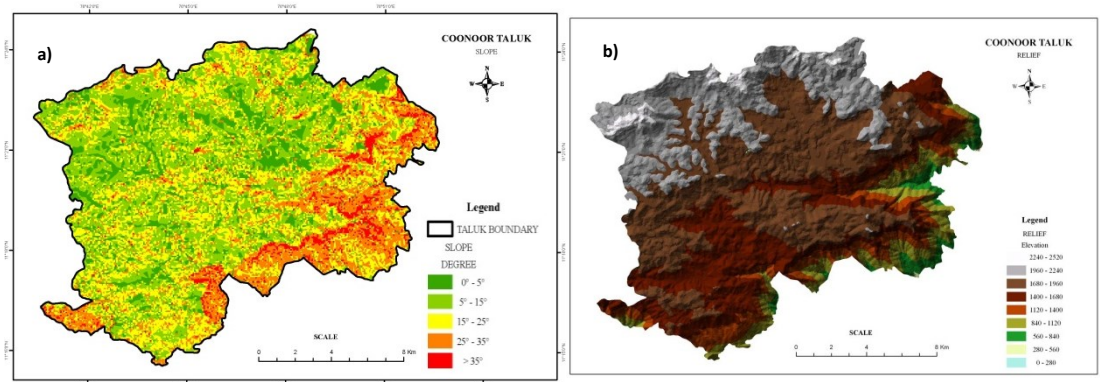 a)
COONOOR TALUK
SLOPE
N
W E
S
Legend
TALUK BOUNDARY
SLOPE
DEGREE
0° - 5°
5° - 15°
15° - 25°
25° - 35°
> 35°
SCALE
0 2 4 8 Km
b)
COONOOR TALUK
RELIEF
N
W E
S
Legend
RELIEF
Elevation
2240 - 2520
1960 - 2240
1680 - 1960
1400 - 1680
1120 - 1400
840 - 1120
560 - 840
280 - 560
0 - 280
SCALE
0 2 4 8 Km